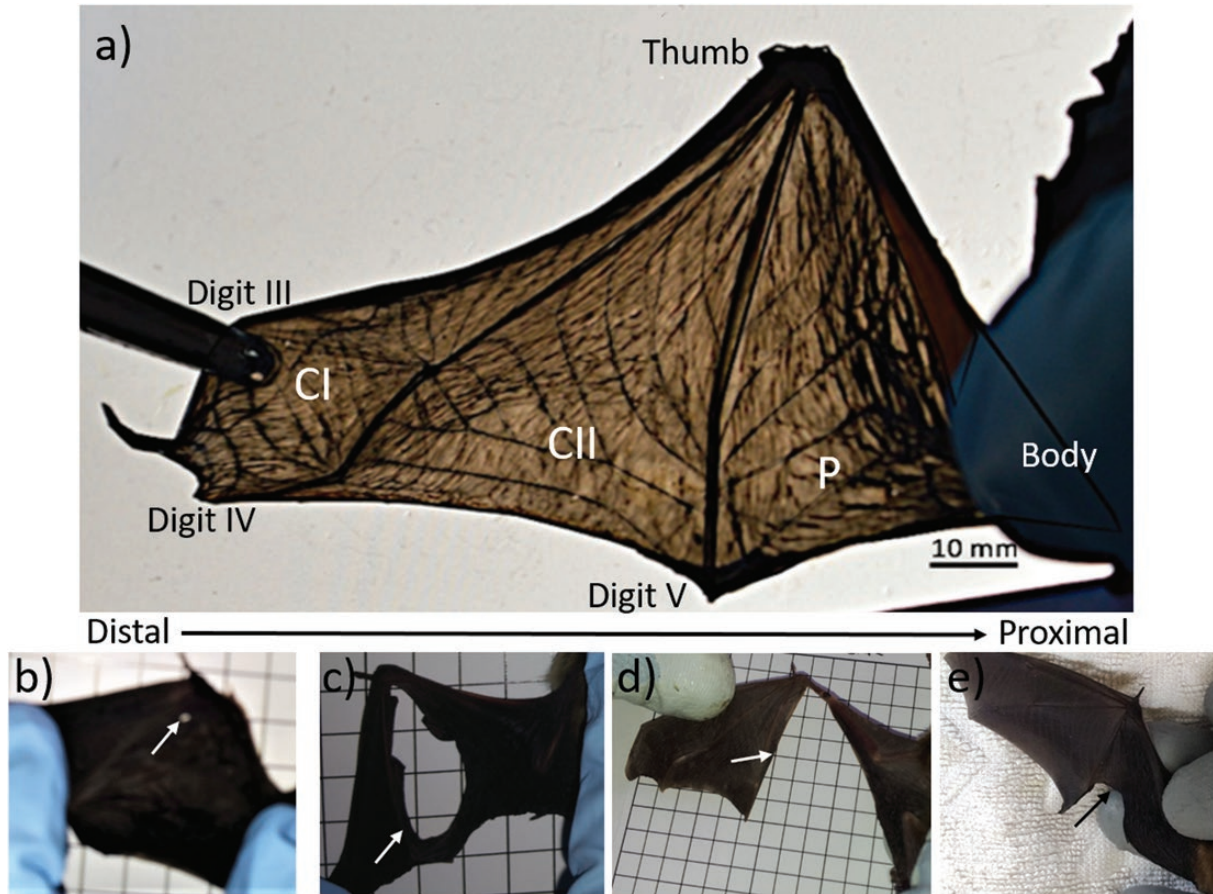 a)
Thumb
Digit III
CI
CII
P
Body
Digit IV
10 mm
Digit V
Distal
Proximal
b)
c)
d)
e)